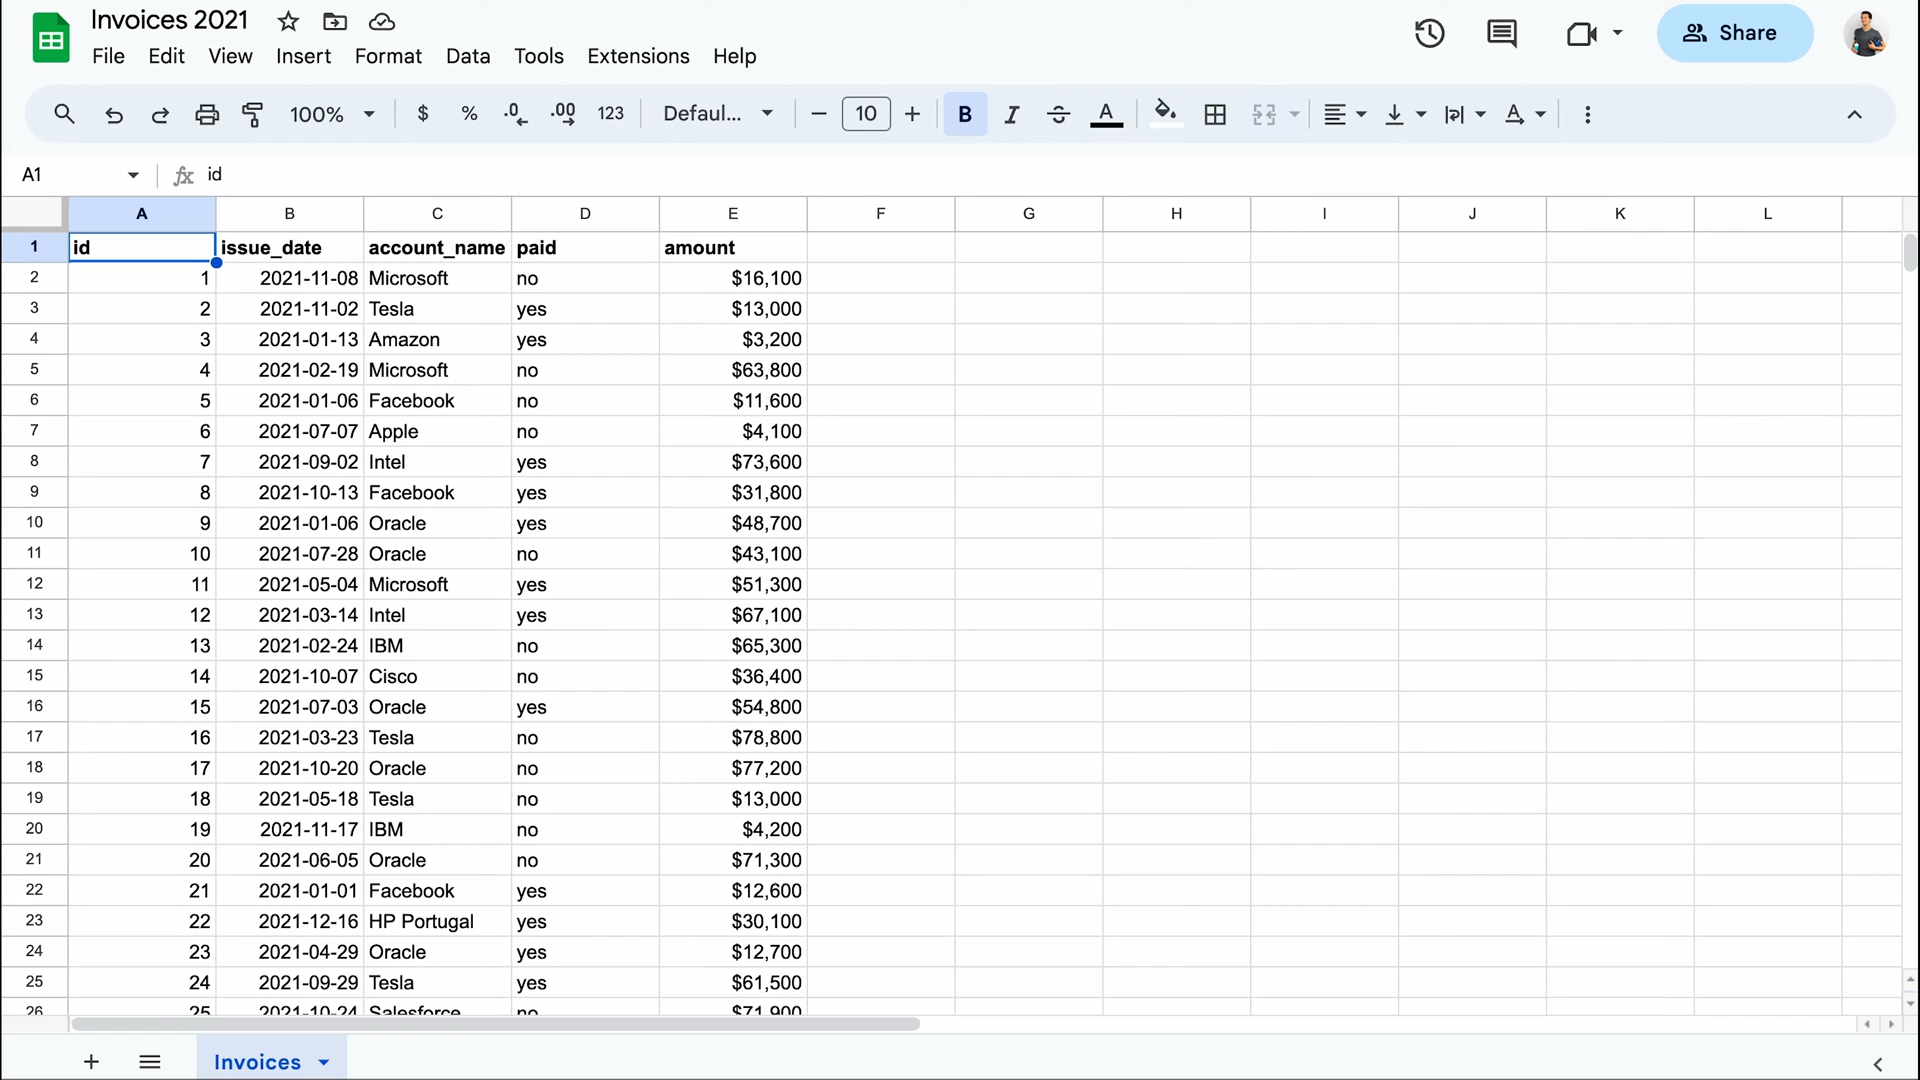 Invoices 2021
File Edit View Insert Format Data Tools Extensions Help
Share
100% $ % .0 .00 123 Defaul... 10 B I A A
A1 fx id
A B C D E F G H I J K L
1 id issue_date account_name paid amount
2 1 2021-11-08 Microsoft no $16,100
3 2 2021-11-02 Tesla yes $13,000
4 3 2021-01-13 Amazon yes $3,200
5 4 2021-02-19 Microsoft no $63,800
6 5 2021-01-06 Facebook no $11,600
7 6 2021-07-07 Apple no $4,100
8 7 2021-09-02 Intel yes $73,600
9 8 2021-10-13 Facebook yes $31,800
10 9 2021-01-06 Oracle yes $48,700
11 10 2021-07-28 Oracle no $43,100
12 11 2021-05-04 Microsoft yes $51,300
13 12 2021-03-14 Intel yes $67,100
14 13 2021-02-24 IBM no $65,300
15 14 2021-10-07 Cisco no $36,400
16 15 2021-07-03 Oracle yes $54,800
17 16 2021-03-23 Tesla no $78,800
18 17 2021-10-20 Oracle no $77,200
19 18 2021-05-18 Tesla no $13,000
20 19 2021-11-17 IBM no $4,200
21 20 2021-06-05 Oracle no $71,300
22 21 2021-01-01 Facebook yes $12,600
23 22 2021-12-16 HP Portugal yes $30,100
24 23 2021-04-29 Oracle yes $12,700
25 24 2021-09-29 Tesla yes $61,500
26 25 2021-10-24 Salesforce no $71,900
Invoices